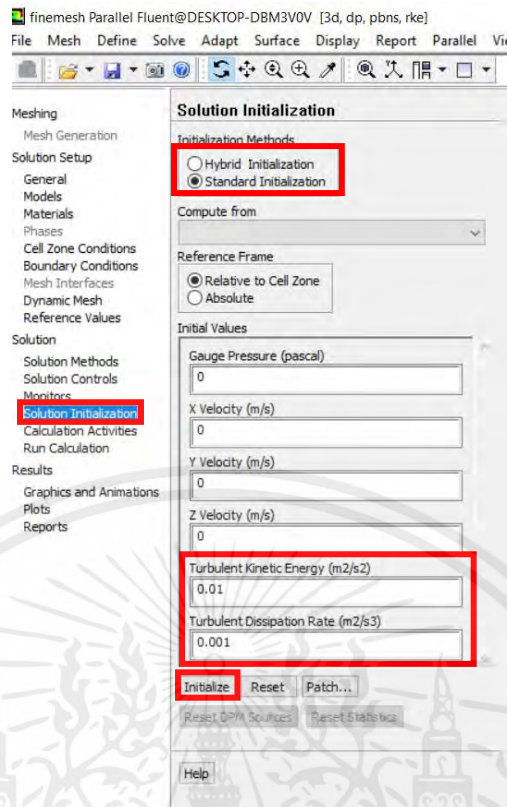 finemesh Parallel Fluent@DESKTOP-DBM3V0V [3d, dp, pbns, rke]
File Mesh Define Solve Adapt Surface Display Report Parallel
Meshing
Mesh Generation
Solution Setup
General
Models
Materials
Phases
Cell Zone Conditions
Boundary Conditions
Mesh Interfaces
Dynamic Mesh
Reference Values
Solution
Solution Methods
Solution Controls
Monitors
Solution Initialization
Calculation Activities
Run Calculation
Results
Graphics and Animations
Plots
Reports
Solution Initialization
Initialization Methods
Hybrid Initialization
Standard Initialization
Compute from
Reference Frame
Relative to Cell Zone
Absolute
Initial Values
Gauge Pressure (pascal)
0
X Velocity (m/s)
0
Y Velocity (m/s)
0
Z Velocity (m/s)
0
Turbulent Kinetic Energy (m2/s2)
0.01
Turbulent Dissipation Rate (m2/s3)
0.001
Initialize Reset Patch...
Reset DPM Sources Reset Statistics
Help